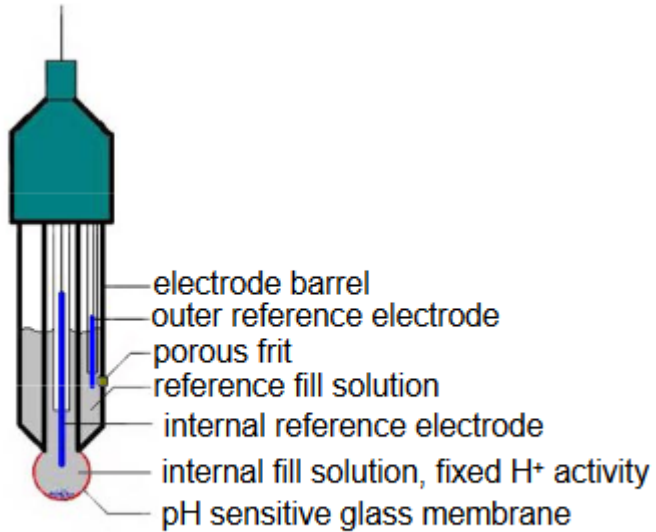 electrode barrel
outer reference electrode
porous frit
reference fill solution
internal reference electrode
internal fill solution, fixed H⁺ activity
pH sensitive glass membrane